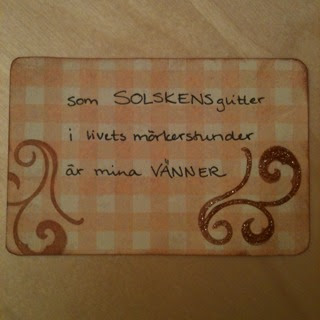 som SOLSKENSglitter
i livets mörkerstunder
är mina VÄNNER